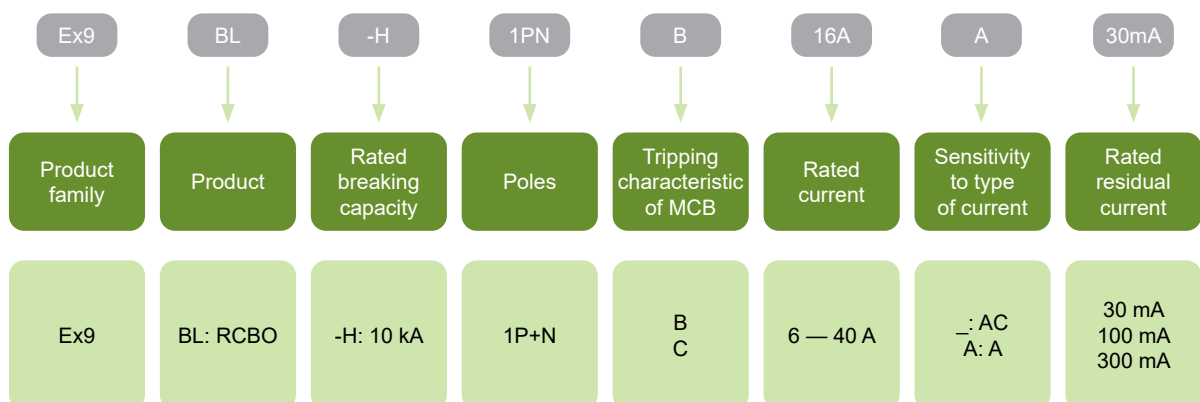 Ex9
BL
-H
1PN
B
16A
A
30mA
Product
family
Product
Rated
breaking
capacity
Poles
Tripping
characteristic
of MCB
Rated
current
Sensitivity
to type
of current
Rated
residual
current
Ex9
BL: RCBO
-H: 10 kA
1P+N
B
C
6 — 40 A
_: AC
A: A
30 mA
100 mA
300 mA